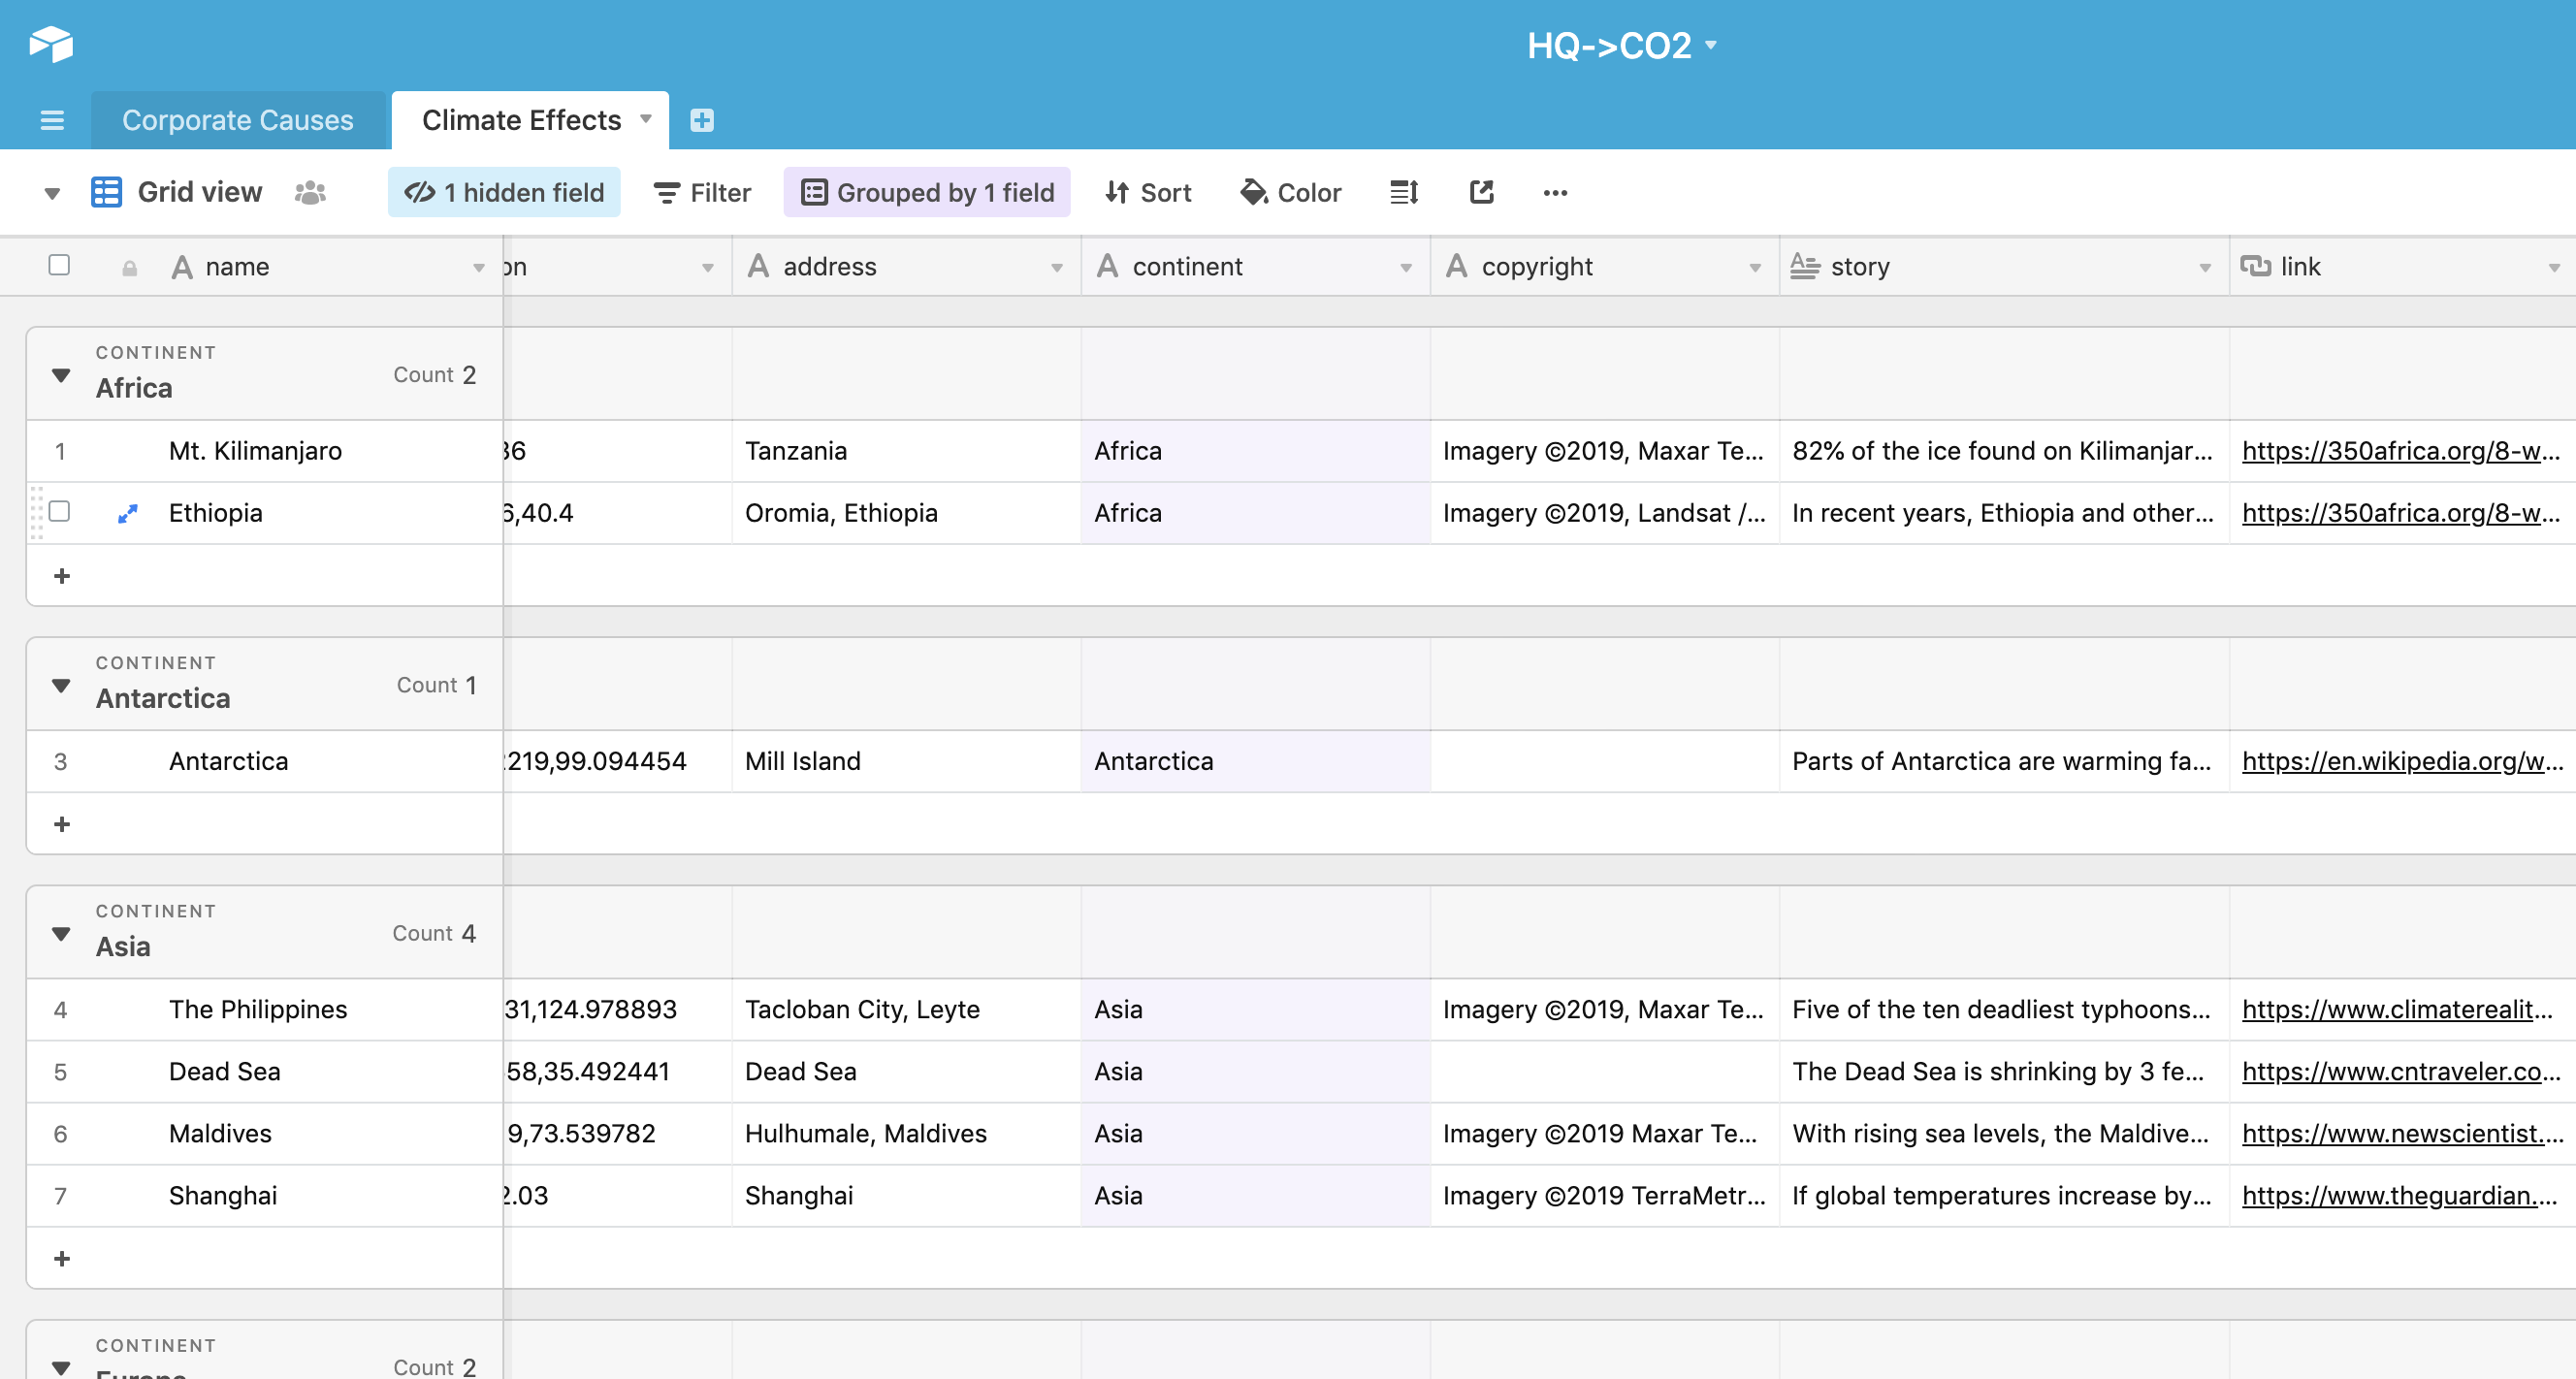 HQ->CO2
Corporate Causes
Climate Effects
Grid view
1 hidden field
Filter
Grouped by 1 field
Sort
Color
name
on
address
continent
copyright
story
link
CONTINENT
Africa
Count 2
1 Mt. Kilimanjaro 36 Tanzania Africa Imagery ©2019, Maxar Te... 82% of the ice found on Kilimanjar... https://350africa.org/8-w...
Ethiopia 6,40.4 Oromia, Ethiopia Africa Imagery ©2019, Landsat /... In recent years, Ethiopia and other... https://350africa.org/8-w...
+
CONTINENT
Antarctica
Count 1
3 Antarctica 219,99.094454 Mill Island Antarctica Parts of Antarctica are warming fa... https://en.wikipedia.org/w...
+
CONTINENT
Asia
Count 4
4 The Philippines 31,124.978893 Tacloban City, Leyte Asia Imagery ©2019, Maxar Te... Five of the ten deadliest typhoons... https://www.climaterealit...
5 Dead Sea 58,35.492441 Dead Sea Asia The Dead Sea is shrinking by 3 fe... https://www.cntraveler.co...
6 Maldives 9,73.539782 Hulhumale, Maldives Asia Imagery ©2019 Maxar Te... With rising sea levels, the Maldive... https://www.newscientist....
7 Shanghai 2.03 Shanghai Asia Imagery ©2019 TerraMetr... If global temperatures increase by... https://www.theguardian....
+
CONTINENT
Europe
Count 2